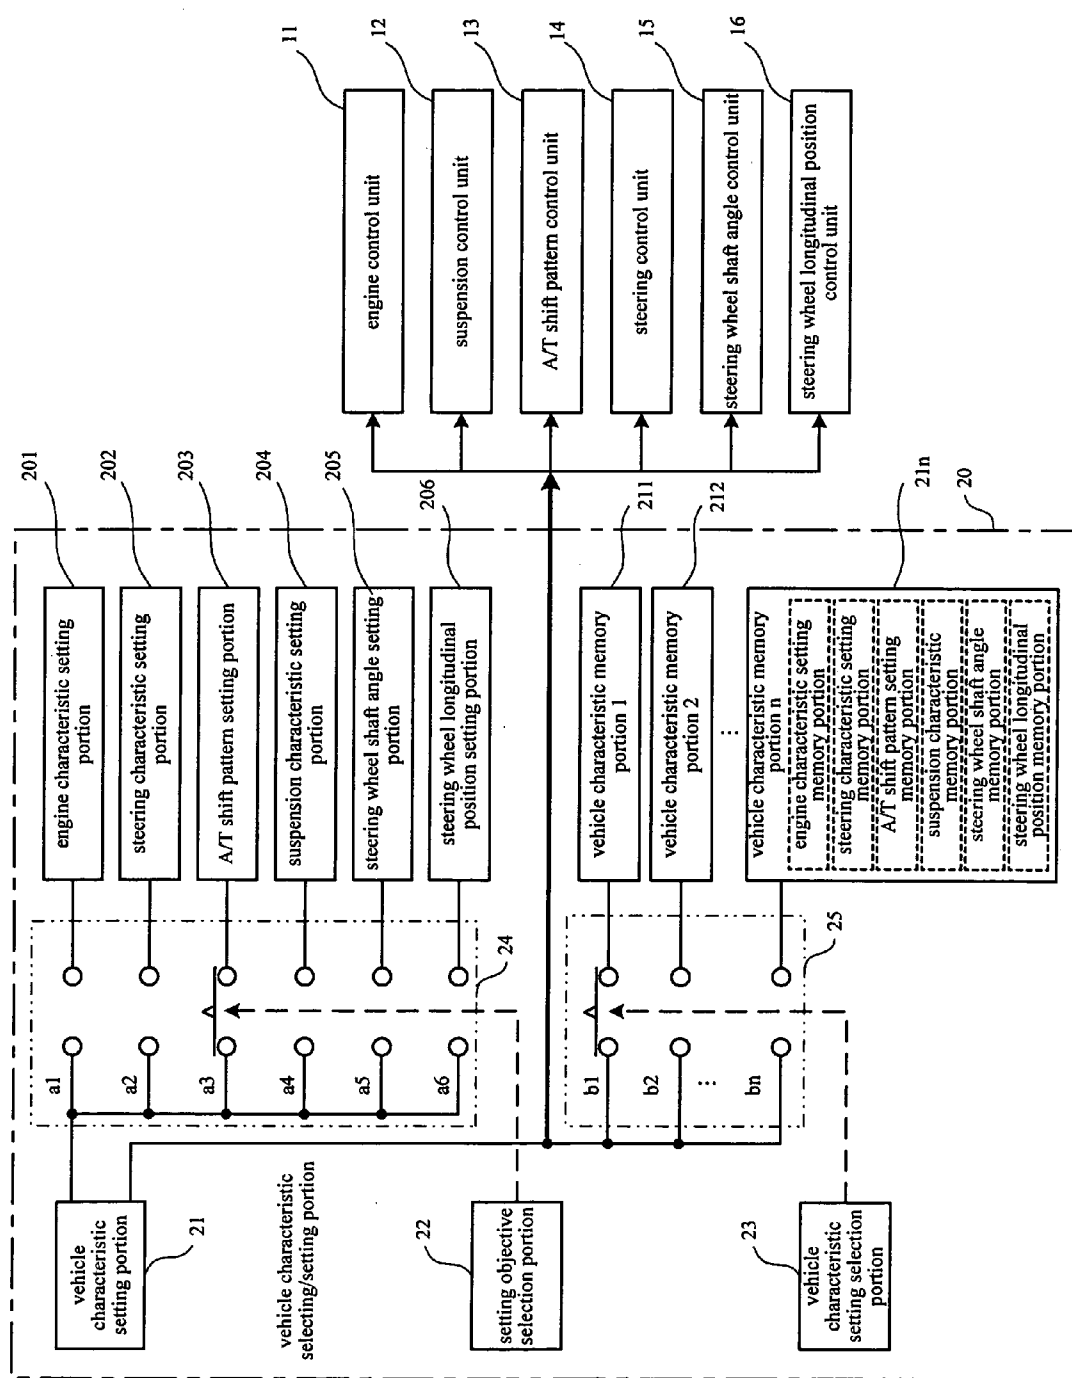 11
engine control unit
12
suspension control unit
13
A/T shift pattern control unit
14
steering control unit
15
steering wheel shaft angle control unit
16
steering wheel longitudinal position
control unit
201
engine characteristic setting
portion
202
steering characteristic setting
portion
203
A/T shift pattern setting portion
204
suspension characteristic setting
portion
205
steering wheel shaft angle setting
portion
206
steering wheel longitudinal
position setting portion
211
vehicle characteristic memory
portion 1
212
vehicle characteristic memory
portion 2
...
21n
20
vehicle characteristic memory
portion n
engine characteristic setting
memory portion
steering characteristic setting
memory portion
A/T shift pattern setting
memory portion
suspension characteristic
memory portion
steering wheel shaft angle
memory portion
steering wheel longitudinal
position memory portion
a1
a2
a3
a4
a5
a6
24
b1
b2
...
bn
25
vehicle
characteristic
setting portion
21
vehicle characteristic
selecting/setting portion
22
setting objective
selection portion
23
vehicle
characteristic
setting selection
portion